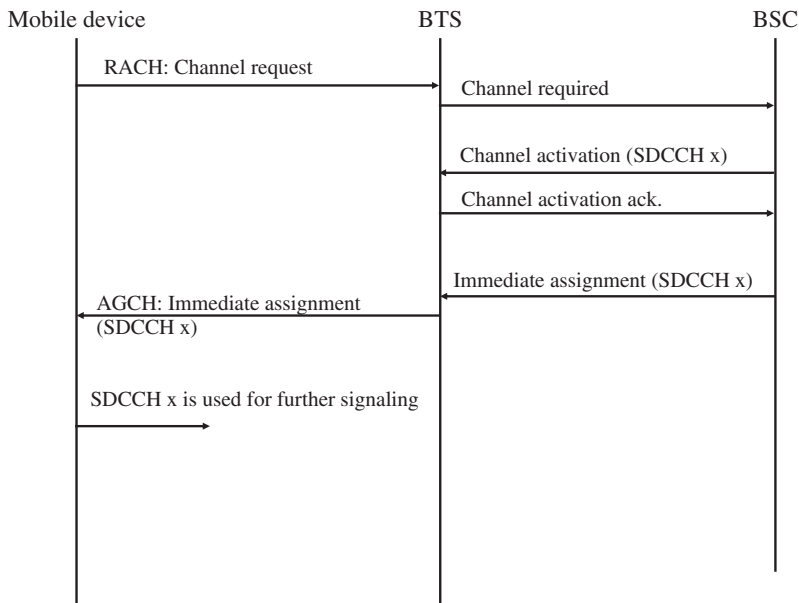 Mobile device BTS BSC
RACH: Channel request
Channel required
Channel activation (SDCCH x)
Channel activation ack.
Immediate assignment (SDCCH x)
AGCH: Immediate assignment
(SDCCH x)
SDCCH x is used for further signaling